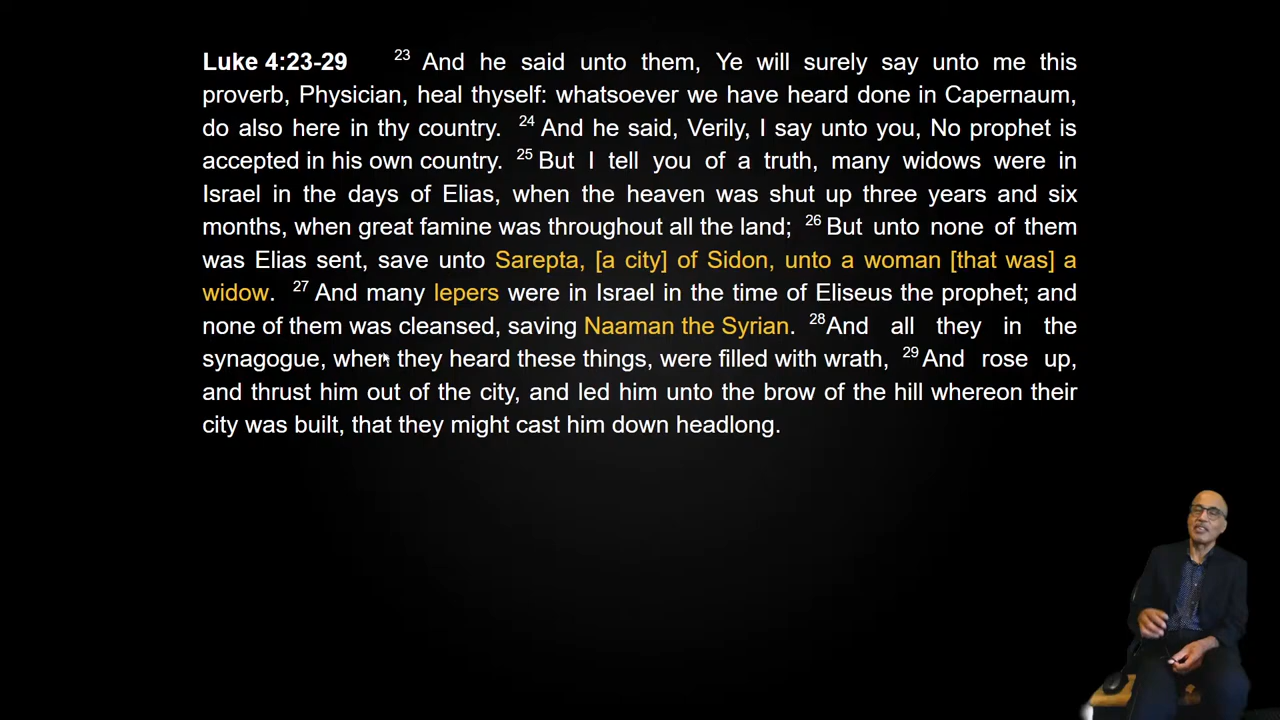 Luke 4:23-29 23 And he said unto them, Ye will surely say unto me this
proverb, Physician, heal thyself: whatsoever we have heard done in Capernaum,
do also here in thy country. 24 And he said, Verily, I say unto you, No prophet is
accepted in his own country. 25 But I tell you of a truth, many widows were in
Israel in the days of Elias, when the heaven was shut up three years and six
months, when great famine was throughout all the land; 26 But unto none of them
was Elias sent, save unto Sarepta, [a city] of Sidon, unto a woman [that was] a
widow. 27 And many lepers were in Israel in the time of Eliseus the prophet; and
none of them was cleansed, saving Naaman the Syrian. 28 And all they in the
synagogue, when they heard these things, were filled with wrath, 29 And rose up,
and thrust him out of the city, and led him unto the brow of the hill whereon their
city was built, that they might cast him down headlong.